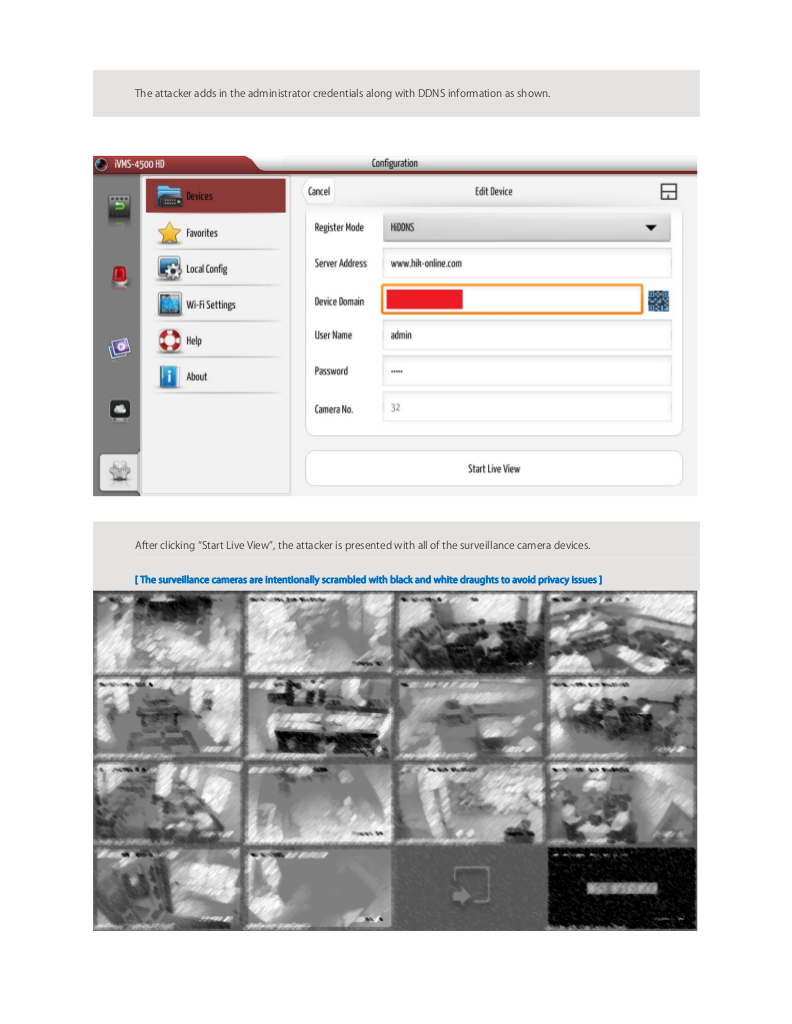 The attacker adds in the administrator credentials along with DDNS information as shown.
iVMS-4500 HD
Configuration
Devices
Favorites
Local Config
Wi-Fi Settings
Help
About
Cancel
Edit Device
Register Mode
HiDDNS
Server Address
www.hik-online.com
Device Domain
User Name
admin
Password
•••••
Camera No.
32
Start Live View
After clicking “Start Live View”, the attacker is presented with all of the surveillance camera devices.
[ The surveillance cameras are intentionally scrambled with black and white draughts to avoid privacy issues ]